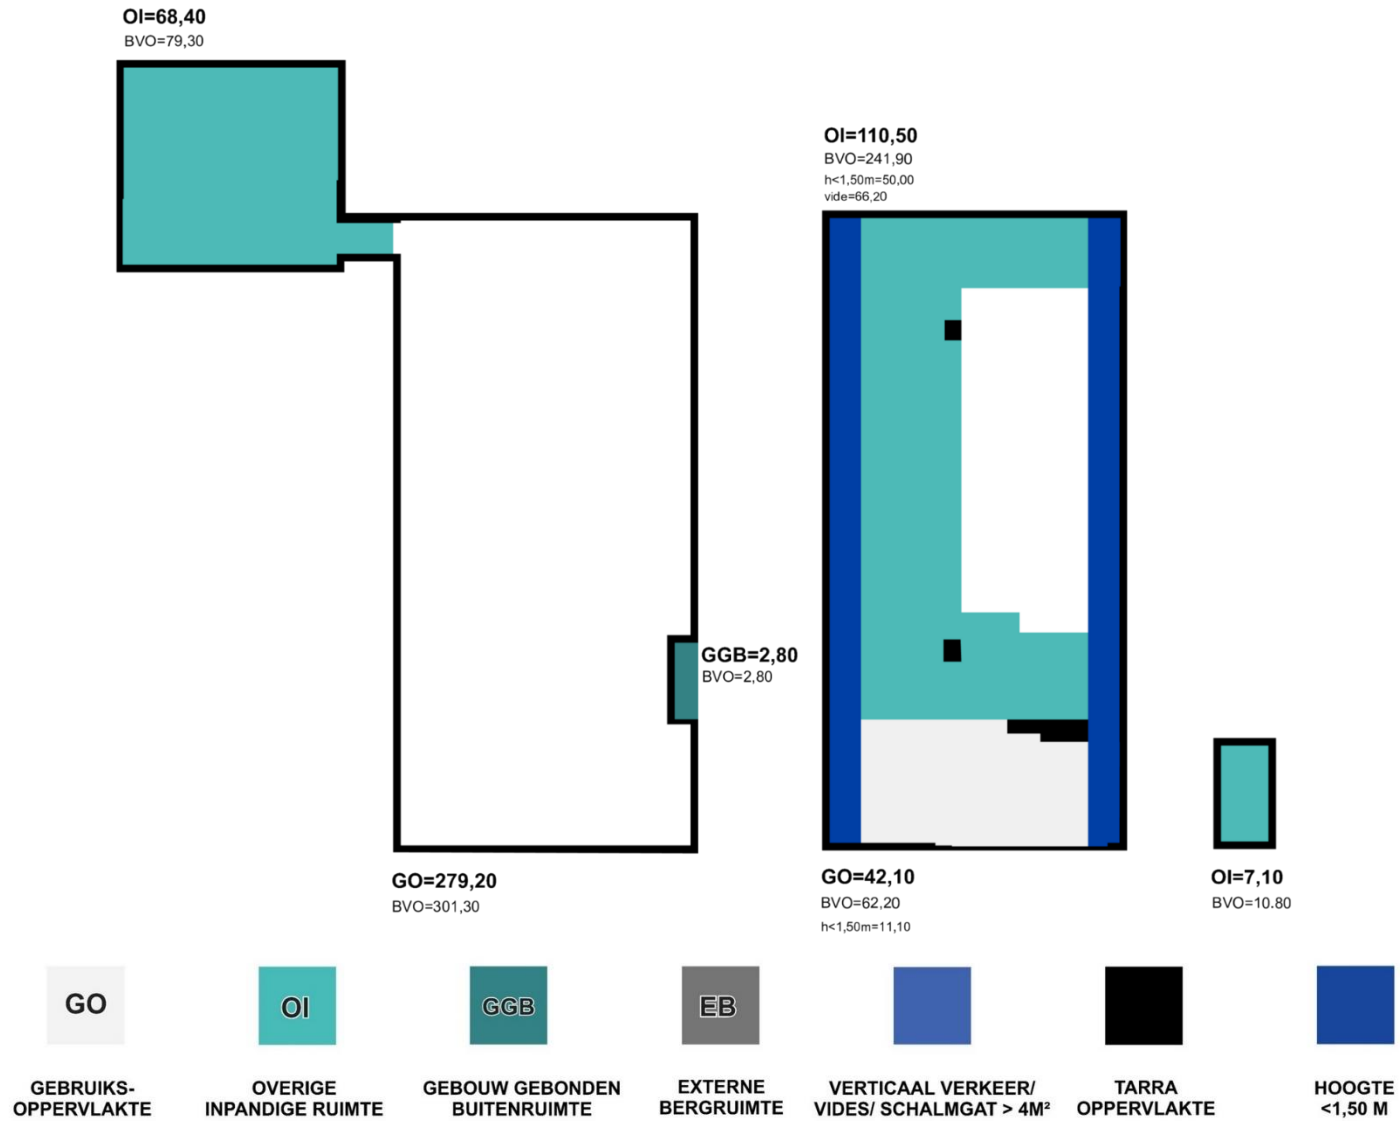 OI=68,40
BVO=79,30
OI=110,50
BVO=241,90
h<1,50m=50,00
vide=66,20
GGB=2,80
BVO=2,80
GO=279,20
BVO=301,30
GO=42,10
BVO=62,20
h<1,50m=11,10
OI=7,10
BVO=10.80
GO
OI
GGB
EB
GEBRUIKS-
OPPERVLAKTE
OVERIGE
INPANDIGE RUIMTE
GEBOUW GEBONDEN
BUITENRUIMTE
EXTERNE
BERGRUIMTE
VERTICAAL VERKEER/
VIDES/ SCHALMGAT > 4M²
TARRA
OPPERVLAKTE
HOOGTE
<1,50 M